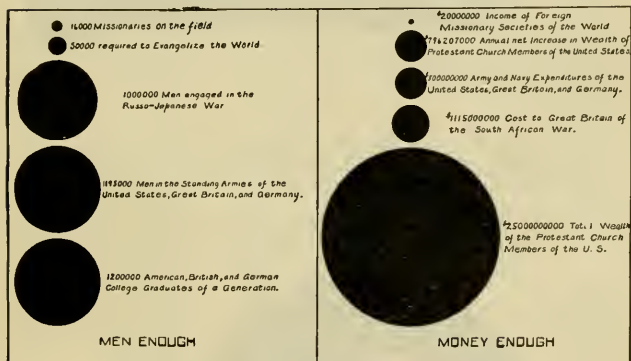 16000 Missionaries on the field
50000 required to Evangelize the World
1000000 Men engaged in the
Russo-Japanese War
1195000 Men in the Standing Armies of the
United States, Great Britain, and Germany.
1200000 American, British, and German
College Graduates of a Generation.
MEN ENOUGH
$20000000 Income of Foreign
Missionary Societies of the World
$796207000 Annual net Increase in Wealth of
Protestant Church Members of the United States.
Army and Navy Expenditures of the
United States, Great Britain, and Germany.
$1115000000 Cost to Great Britain of
the South African War.
$25000000000 Total Wealth
of the Protestant Church
Members of the U. S.
MONEY ENOUGH